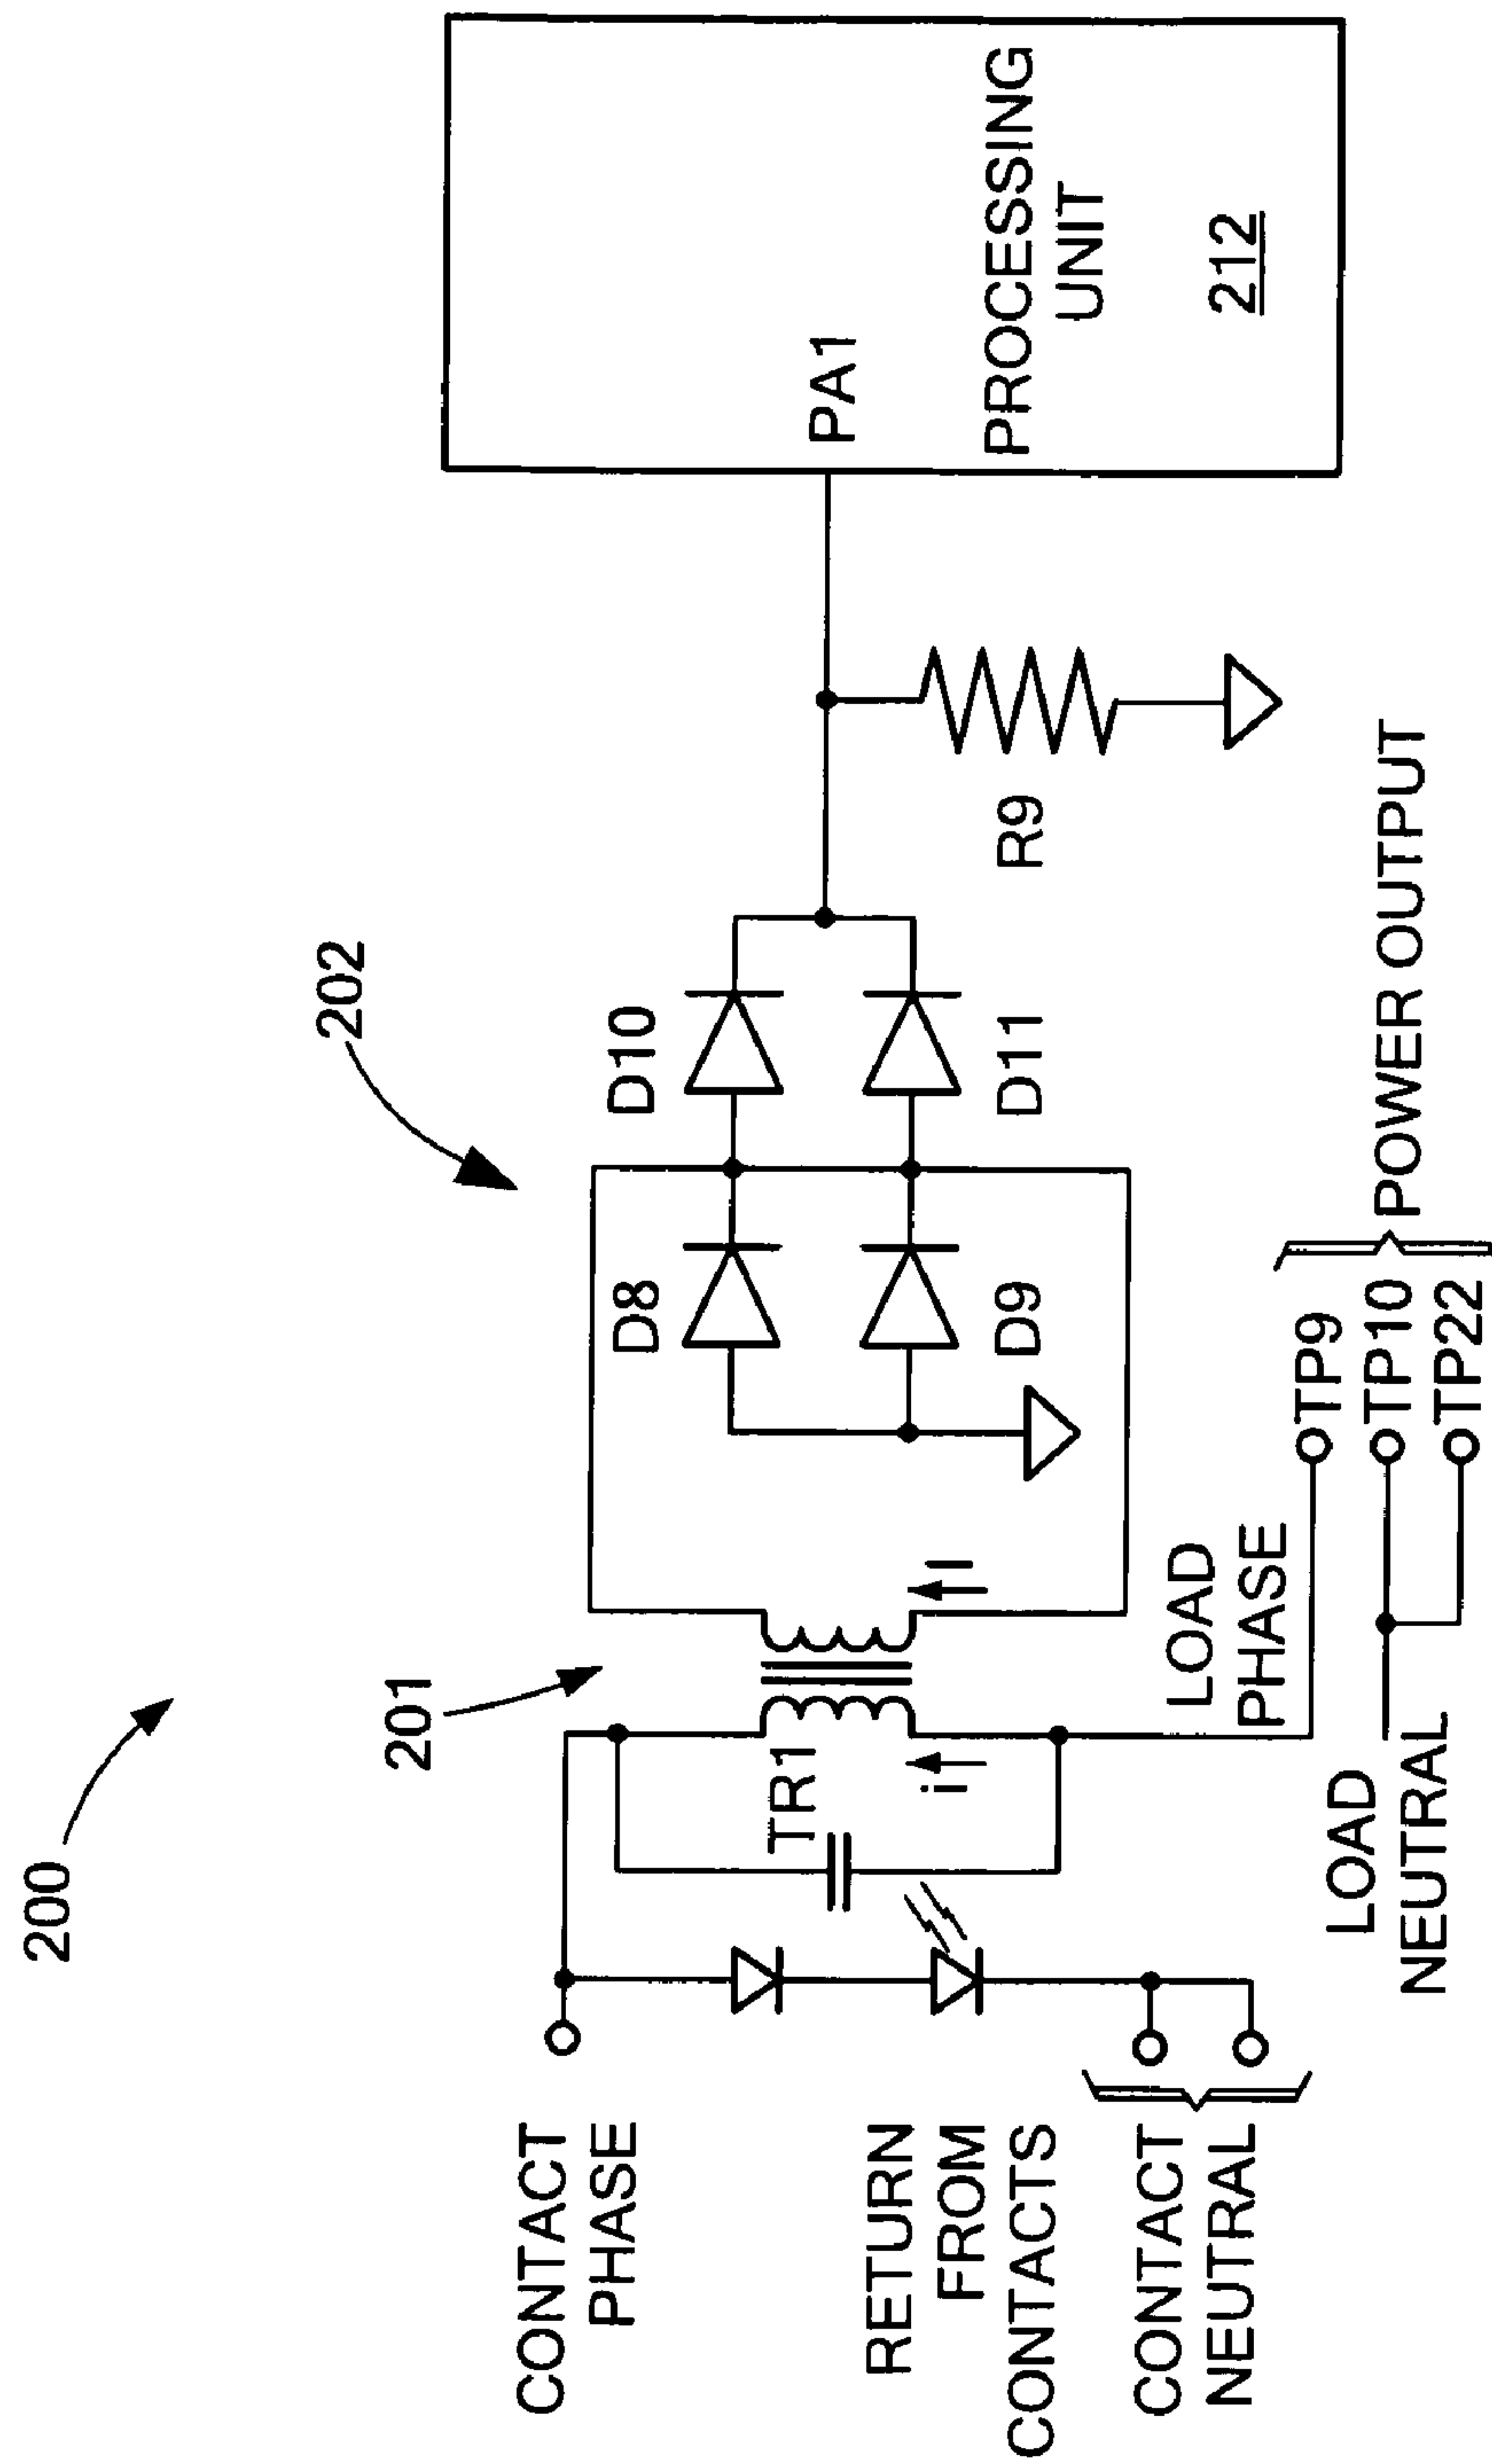 200
201
202
CONTACT
PHASE
RETURN
FROM
CONTACTS
CONTACT
NEUTRAL
TR1
i
I
D8
D9
D10
D11
R9
PA1
PROCESSING
UNIT
212
LOAD
PHASE
LOAD
NEUTRAL
TP9
TP10
TP22
POWER OUTPUT